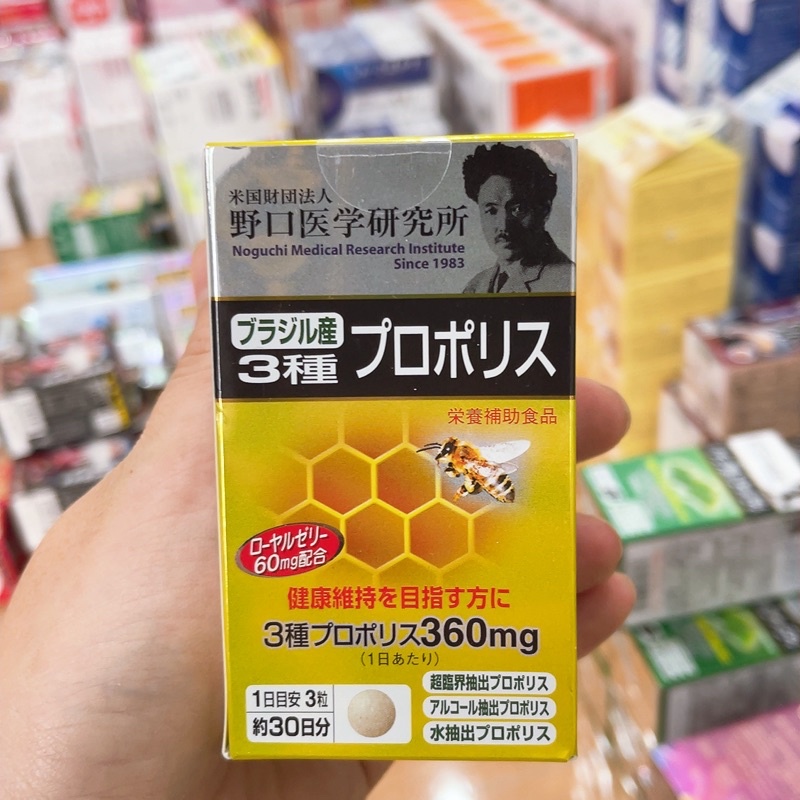 米国財団法人
野口医学研究所
Noguchi Medical Research Institute
Since 1983
ブラジル産
3種 プロポリス
栄養補助食品
ローヤルゼリー
60mg配合
健康維持を目指す方に
3種プロポリス360mg
(1日あたり)
1日目安 3粒
約30日分
超臨界抽出プロポリス
アルコール抽出プロポリス
水抽出プロポリス